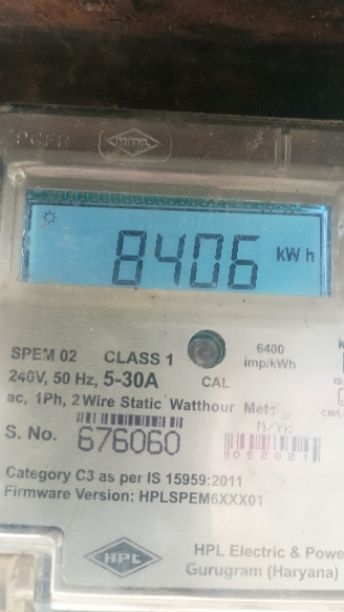 8406 kWh
SPEM 02 CLASS 1
6400
imp/kWh
240V, 50 Hz, 5-30A CAL
ac, 1Ph, 2 Wire Static Watthour
M/Yr:
S. No. 676060
052021
Category C3 as per IS 15959:2011
Firmware Version: HPLSPEM6XXX01
HPL
HPL Electric &
Gurugram (Haryana)